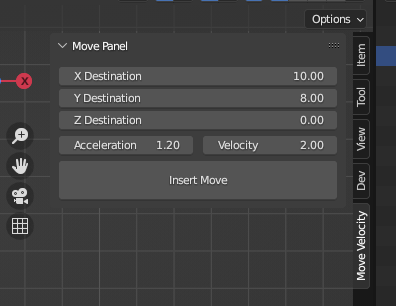 Options
Move Panel
X Destination 10.00
Y Destination 8.00
Z Destination 0.00
Acceleration 1.20 Velocity 2.00
Insert Move
X
Item
Tool
View
Dev
Move Velocity